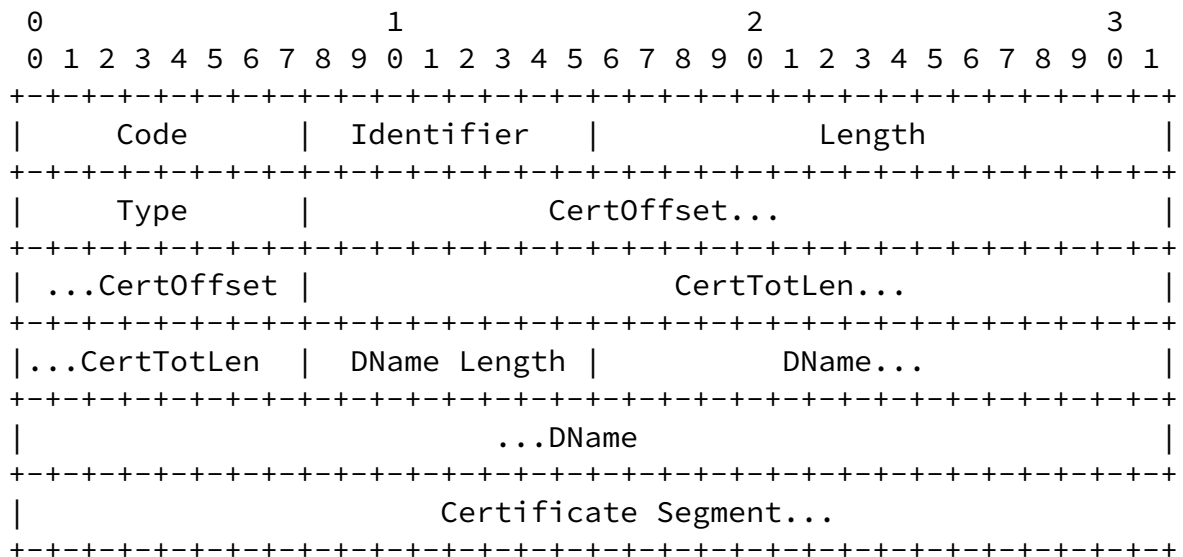 0                   1                   2                   3
 0 1 2 3 4 5 6 7 8 9 0 1 2 3 4 5 6 7 8 9 0 1 2 3 4 5 6 7 8 9 0 1
+-+-+-+-+-+-+-+-+-+-+-+-+-+-+-+-+-+-+-+-+-+-+-+-+-+-+-+-+-+-+-+-+
|     Code      |  Identifier   |            Length             |
+-+-+-+-+-+-+-+-+-+-+-+-+-+-+-+-+-+-+-+-+-+-+-+-+-+-+-+-+-+-+-+-+
|     Type      |             CertOffset...                     |
+-+-+-+-+-+-+-+-+-+-+-+-+-+-+-+-+-+-+-+-+-+-+-+-+-+-+-+-+-+-+-+-+
| ...CertOffset |                    CertTotLen...              |
+-+-+-+-+-+-+-+-+-+-+-+-+-+-+-+-+-+-+-+-+-+-+-+-+-+-+-+-+-+-+-+-+
|...CertTotLen  |  DName Length |          DName...             |
+-+-+-+-+-+-+-+-+-+-+-+-+-+-+-+-+-+-+-+-+-+-+-+-+-+-+-+-+-+-+-+-+
|                          ...DName                             |
+-+-+-+-+-+-+-+-+-+-+-+-+-+-+-+-+-+-+-+-+-+-+-+-+-+-+-+-+-+-+-+-+
|                       Certificate Segment...
+-+-+-+-+-+-+-+-+-+-+-+-+-+-+-+-+-+-+-+-+-+-+-+-+-+-+-+-+-+-+-+-+